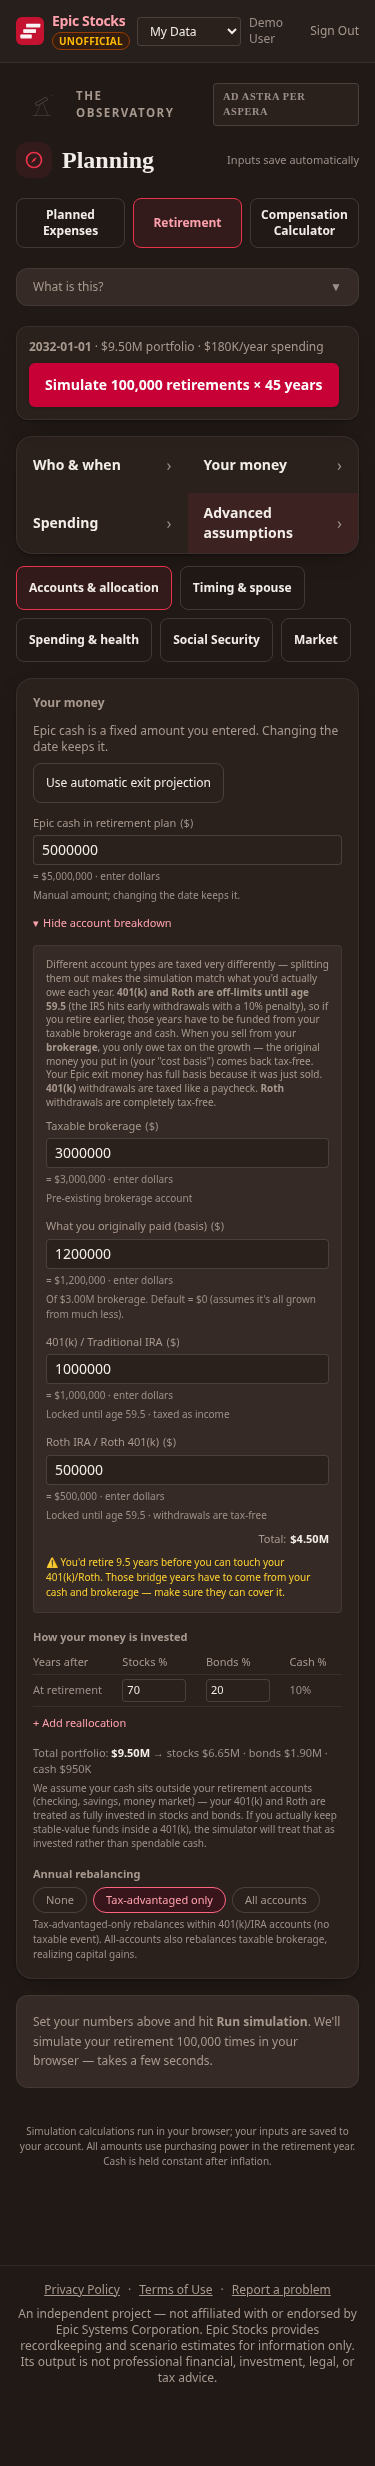 Epic Stocks
UNOFFICIAL
My Data
Demo User
Sign Out
THE OBSERVATORY
AD ASTRA PER ASPERA
Planning
Inputs save automatically
Planned Expenses
Retirement
Compensation Calculator
What is this? ▼
2032-01-01 · $9.50M portfolio · $180K/year spending
Simulate 100,000 retirements × 45 years
Who & when ›
Your money ›
Spending ›
Advanced assumptions ›
Accounts & allocation
Timing & spouse
Spending & health
Social Security
Market
Your money
Epic cash is a fixed amount you entered. Changing the
date keeps it.
Use automatic exit projection
Epic cash in retirement plan ($)
5000000
= $5,000,000 · enter dollars
Manual amount; changing the date keeps it.
▾ Hide account breakdown
Different account types are taxed very differently — splitting
them out makes the simulation match what you'd actually
owe each year. 401(k) and Roth are off-limits until age
59.5 (the IRS hits early withdrawals with a 10% penalty), so if
you retire earlier, those years have to be funded from your
taxable brokerage and cash. When you sell from your
brokerage, you only owe tax on the growth — the original
money you put in (your "cost basis") comes back tax-free.
Your Epic exit money has full basis because it was just sold.
401(k) withdrawals are taxed like a paycheck. Roth
withdrawals are completely tax-free.
Taxable brokerage ($)
3000000
= $3,000,000 · enter dollars
Pre-existing brokerage account
What you originally paid (basis) ($)
1200000
= $1,200,000 · enter dollars
Of $3.00M brokerage. Default = $0 (assumes it's all grown
from much less).
401(k) / Traditional IRA ($)
1000000
= $1,000,000 · enter dollars
Locked until age 59.5 · taxed as income
Roth IRA / Roth 401(k) ($)
500000
= $500,000 · enter dollars
Locked until age 59.5 · withdrawals are tax-free
Total: $4.50M
⚠️ You'd retire 9.5 years before you can touch your
401(k)/Roth. Those bridge years have to come from your
cash and brokerage — make sure they can cover it.
How your money is invested
Years after Stocks % Bonds % Cash %
At retirement 70 20 10%
+ Add reallocation
Total portfolio: $9.50M → stocks $6.65M · bonds $1.90M ·
cash $950K
We assume your cash sits outside your retirement accounts
(checking, savings, money market) — your 401(k) and Roth are
treated as fully invested in stocks and bonds. If you actually keep
stable-value funds inside a 401(k), the simulator will treat that as
invested rather than spendable cash.
Annual rebalancing
None
Tax-advantaged only
All accounts
Tax-advantaged-only rebalances within 401(k)/IRA accounts (no
taxable event). All-accounts also rebalances taxable brokerage,
realizing capital gains.
Set your numbers above and hit Run simulation. We'll
simulate your retirement 100,000 times in your
browser — takes a few seconds.
Simulation calculations run in your browser; your inputs are saved to
your account. All amounts use purchasing power in the retirement year.
Cash is held constant after inflation.
Privacy Policy · Terms of Use · Report a problem
An independent project — not affiliated with or endorsed by
Epic Systems Corporation. Epic Stocks provides
recordkeeping and scenario estimates for information only.
Its output is not professional financial, investment, legal, or
tax advice.